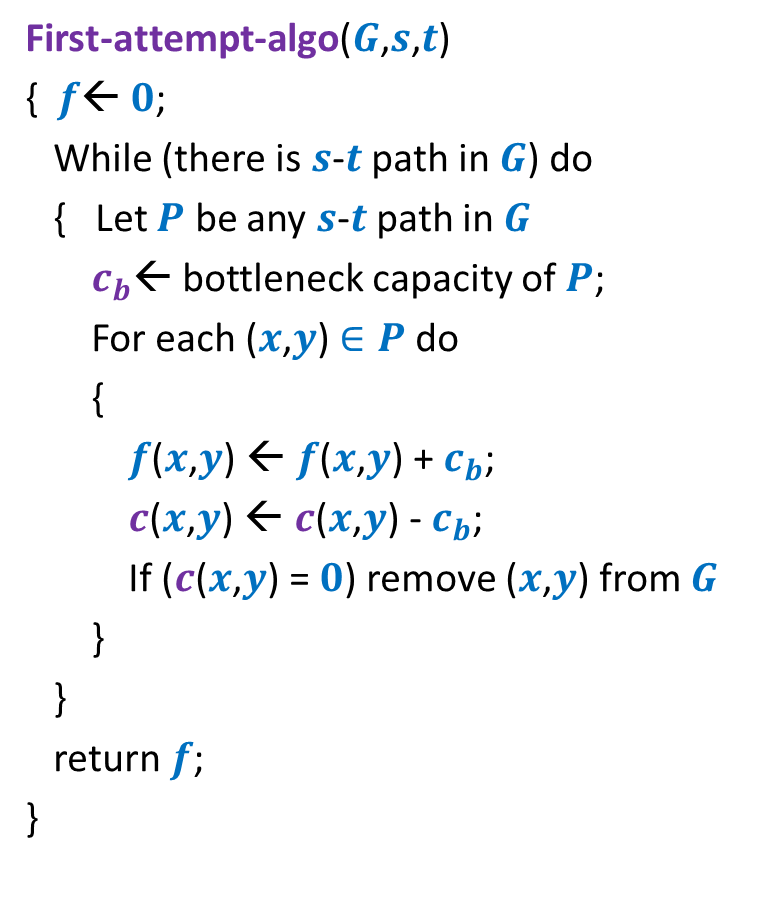 First-attempt-algo(G,s,t)
{ f← 0;
While (there is s-t path in G) do
{ Let P be any s-t path in G
c_b← bottleneck capacity of P;
For each (x,y) ∈ P do
{
f(x,y) ← f(x,y) + c_b;
c(x,y) ← c(x,y) - c_b;
If (c(x,y) = 0) remove (x,y) from G
}
}
return f;
}